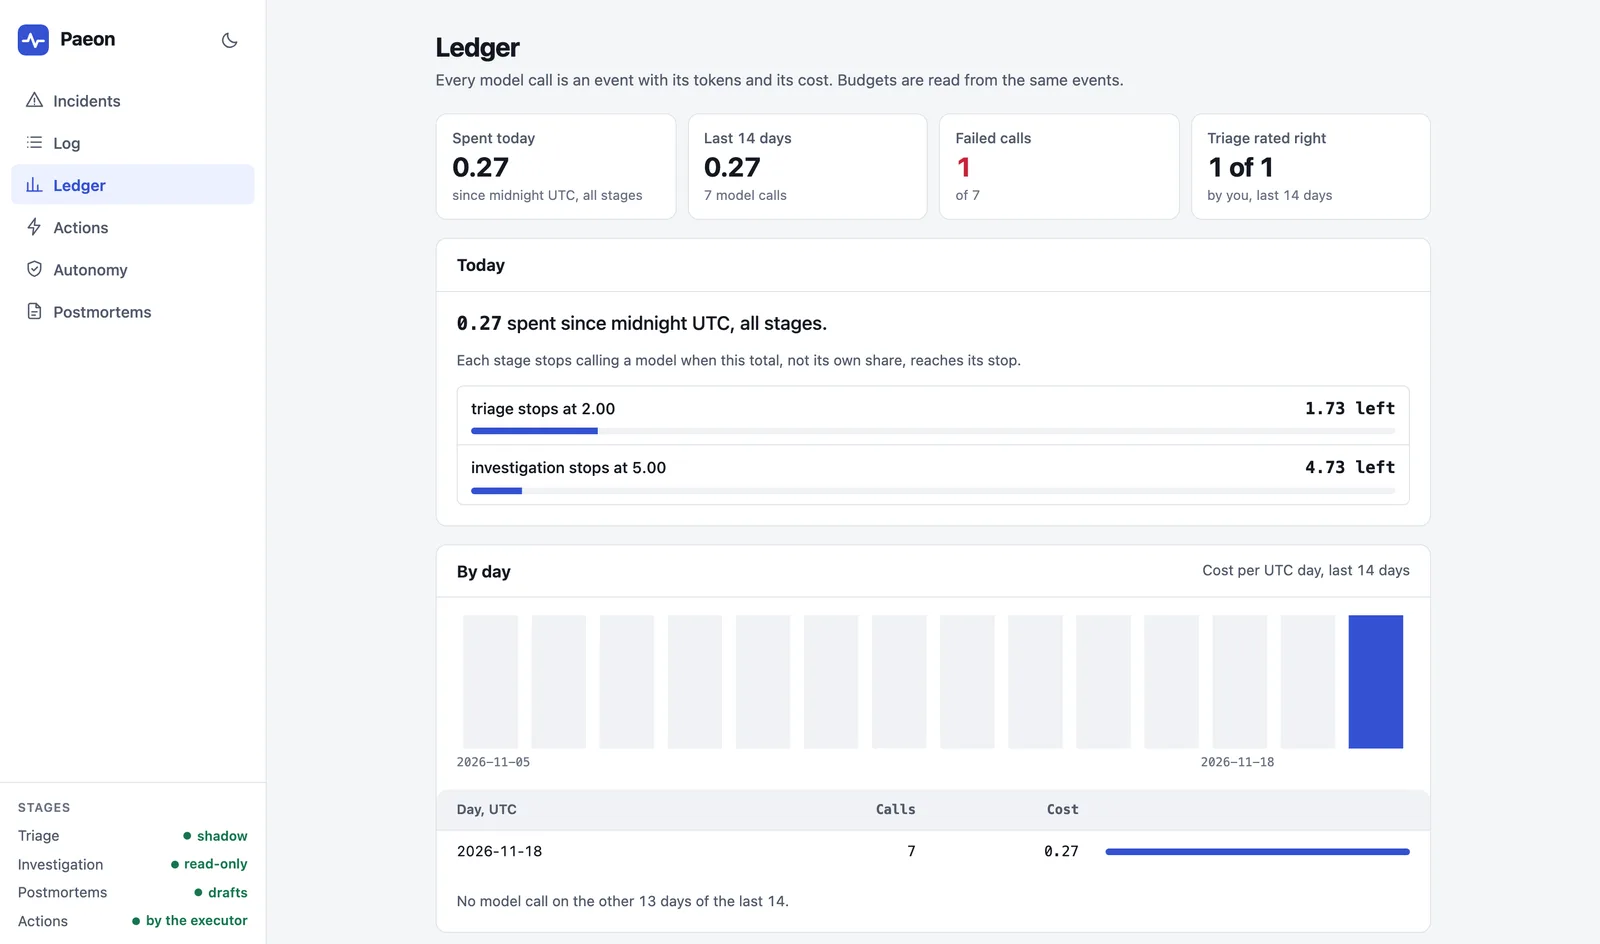 Paeon
Incidents
Log
Ledger
Actions
Autonomy
Postmortems
STAGES
Triage shadow
Investigation read-only
Postmortems drafts
Actions by the executor
Ledger
Every model call is an event with its tokens and its cost. Budgets are read from the same events.
Spent today
0.27
since midnight UTC, all stages
Last 14 days
0.27
7 model calls
Failed calls
1
of 7
Triage rated right
1 of 1
by you, last 14 days
Today
0.27 spent since midnight UTC, all stages.
Each stage stops calling a model when this total, not its own share, reaches its stop.
triage stops at 2.00 1.73 left
investigation stops at 5.00 4.73 left
By day Cost per UTC day, last 14 days
2026-11-05 2026-11-18
Day, UTC Calls Cost
2026-11-18 7 0.27
No model call on the other 13 days of the last 14.